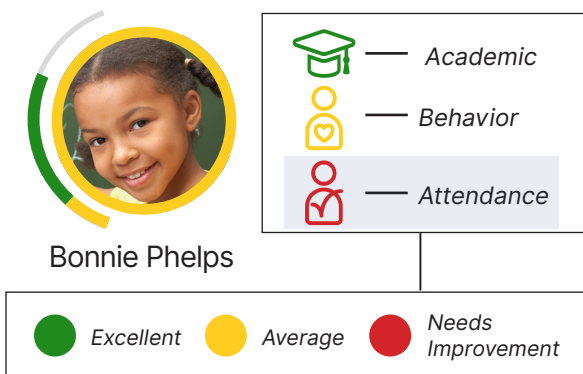 Academic
Behavior
Attendance
Bonnie Phelps
Excellent
Average
Needs
Improvement